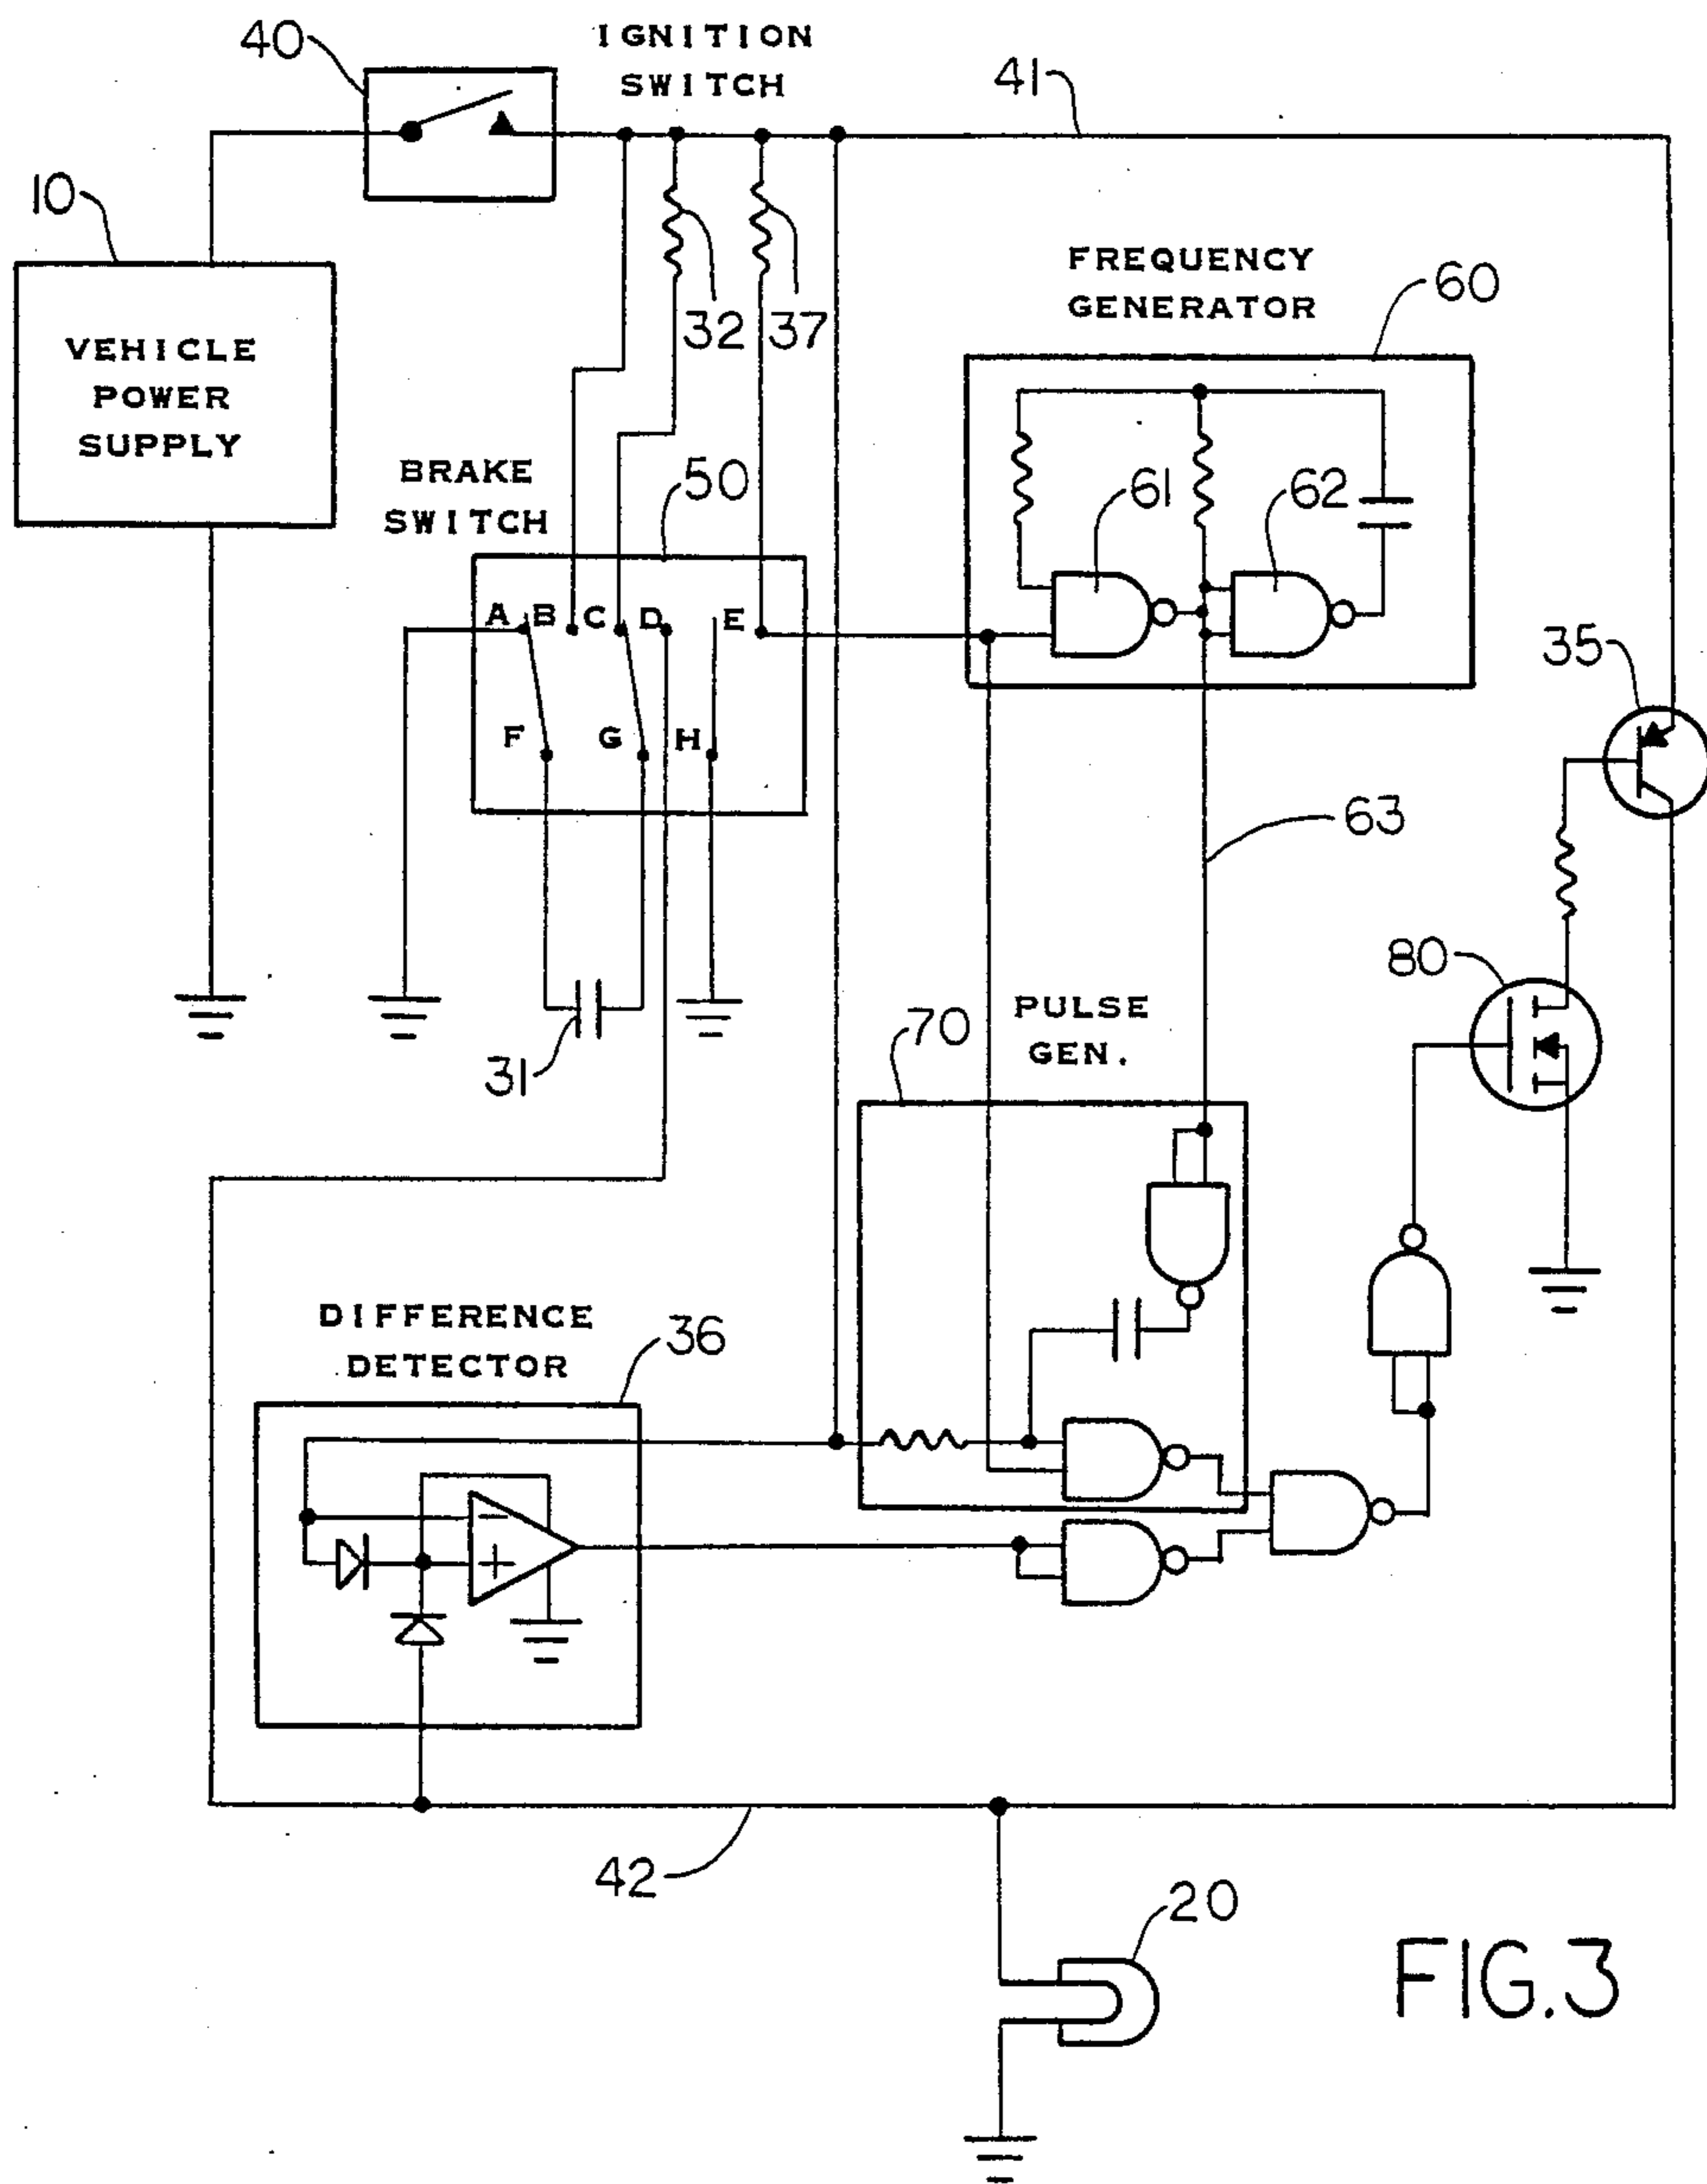 40
IGNITION
SWITCH
41
10
VEHICLE
POWER
SUPPLY
32
37
FREQUENCY
GENERATOR
60
BRAKE
SWITCH
50
61
62
A
B
C
D
E
F
G
H
35
63
31
80
PULSE
GEN.
70
DIFFERENCE
DETECTOR
36
−
+
42
20
FIG.3